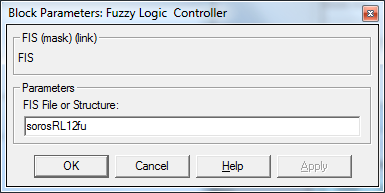 Block Parameters: Fuzzy Logic  Controller
FIS (mask) (link)
FIS
Parameters
FIS File or Structure:
sorosRL12fu
OK Cancel Help Apply